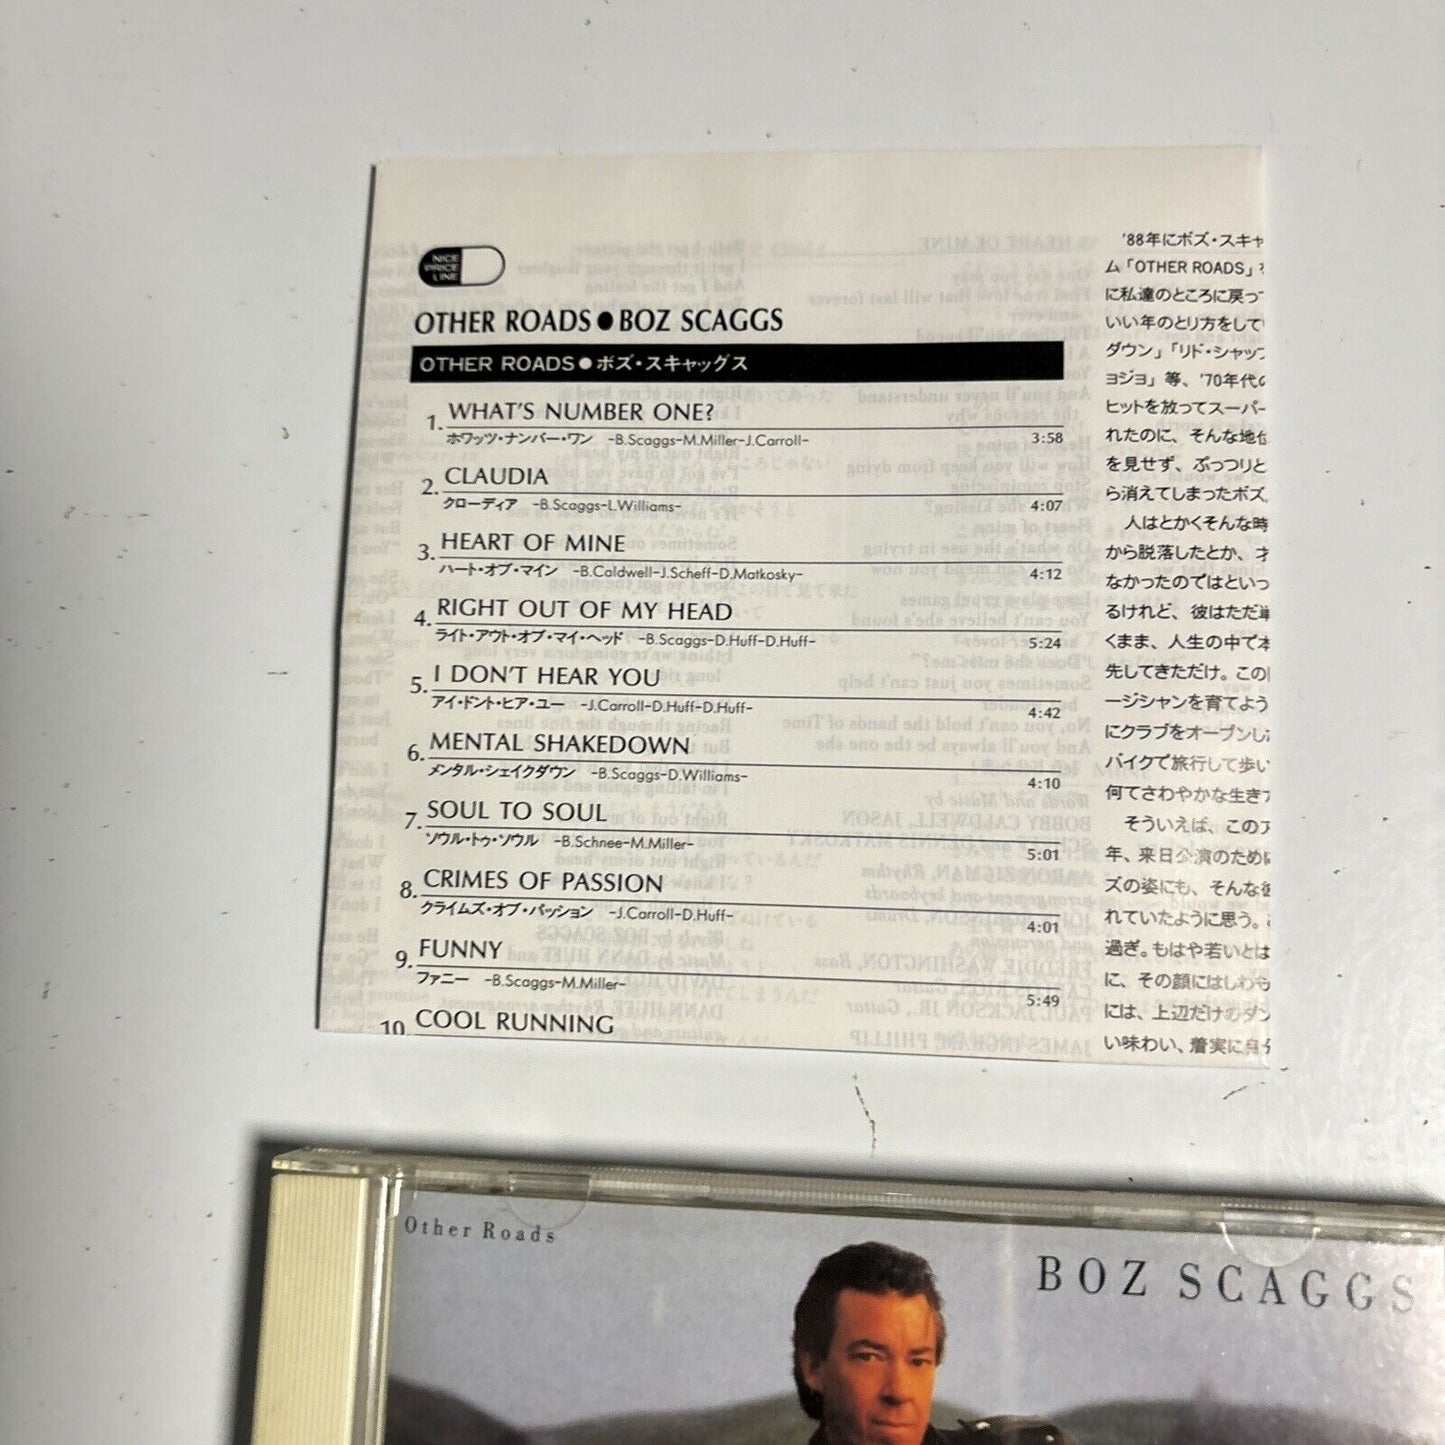 NICE
PRICE
LINE
OTHER ROADS●BOZ SCAGGS
OTHER ROADS●ボズ・スキャッグス
1. WHAT'S NUMBER ONE?
ホワッツ・ナンバー・ワン -B.Scaggs-M.Miller-J.Carroll- 3:58
2. CLAUDIA
クローディア -B.Scaggs-L.Williams- 4:07
3. HEART OF MINE
ハート・オブ・マイン -B.Caldwell-J.Scheff-D.Matkosky- 4:12
4. RIGHT OUT OF MY HEAD
ライト・アウト・オブ・マイ・ヘッド -B.Scaggs-D.Huff-D.Huff- 5:24
5. I DON'T HEAR YOU
アイ・ドント・ヒア・ユー -J.Carroll-D.Huff-D.Huff- 4:42
6. MENTAL SHAKEDOWN
メンタル・シェイクダウン -B.Scaggs-D.Williams- 4:10
7. SOUL TO SOUL
ソウル・トゥ・ソウル -B.Schnee-M.Miller- 5:01
8. CRIMES OF PASSION
クライムズ・オブ・パッション -J.Carroll-D.Huff- 4:01
9. FUNNY
ファニー -B.Scaggs-M.Miller- 5:49
10. COOL RUNNING
'88年にボズ・スキャ
ム「OTHER ROADS」
に私達のところに戻っ
いい年のとり方をして
ダウン」「リド・シャッフ
ョジョ」等、'70年代の
ヒットを放ってスーパー
れたのに、そんな地位
を見せず、ぷっつりと
ら消えてしまったボズ。
人はとかくそんな時
から脱落したとか、才
なかったのではといっ
るけれど、彼はただ単
くまま、人生の中で本
先してきただけ。この
ージシャンを育てよう
にクラブをオープンし
バイクで旅行して歩い
何てさわやかな生き方
そういえば、このア
年、来日公演のために
ズの姿にも、そんな彼
れていたように思う。
過ぎ。もはや若いとは
に、その顔にはしわも
には、上辺だけのダン
い味わい、着実に自分
Other Roads
BOZ SCAGGS